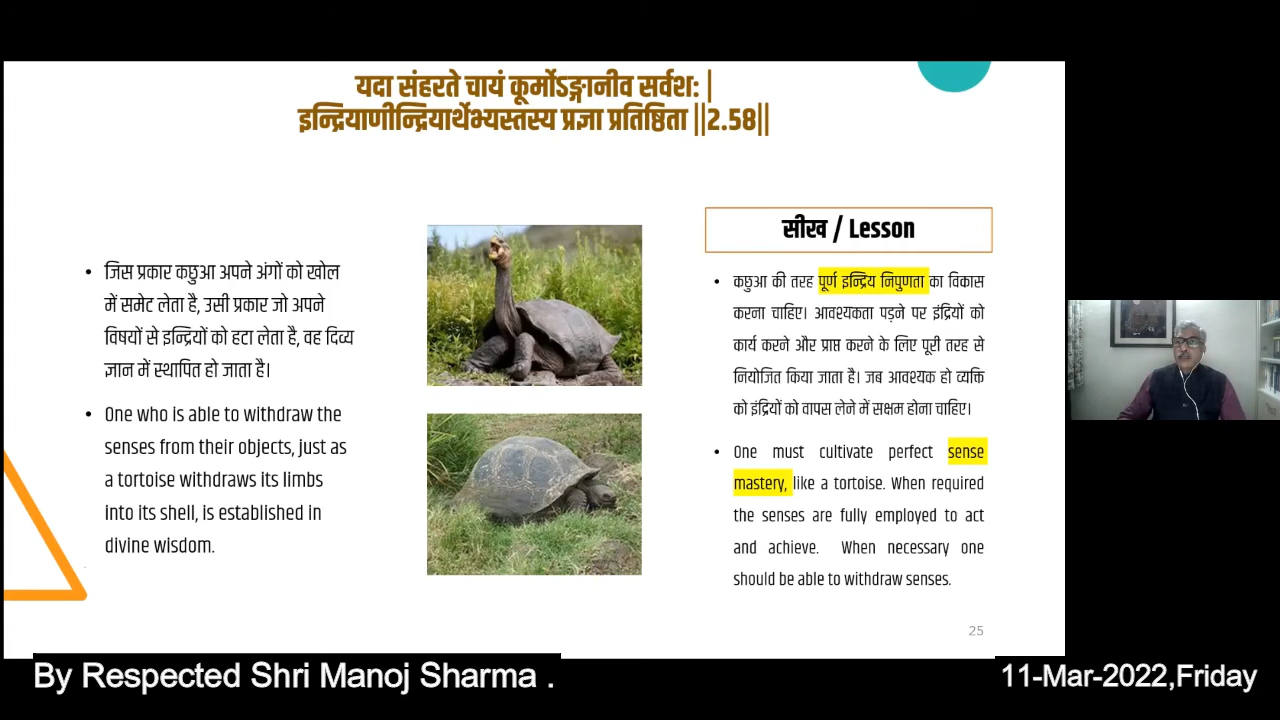 यदा संहरते चायं कूर्मोऽङ्गानीव सर्वश: |
इन्द्रियाणीन्द्रियार्थेभ्यस्तस्य प्रज्ञा प्रतिष्ठिता ||2.58||
• जिस प्रकार कछुआ अपने अंगों को खोल
में समेट लेता है, उसी प्रकार जो अपने
विषयों से इन्द्रियों को हटा लेता है, वह दिव्य
ज्ञान में स्थापित हो जाता है।
• One who is able to withdraw the
senses from their objects, just as
a tortoise withdraws its limbs
into its shell, is established in
divine wisdom.
सीख / Lesson
• कछुआ की तरह पूर्ण इन्द्रिय निपुणता का विकास
करना चाहिए। आवश्यकता पड़ने पर इंद्रियों को
कार्य करने और प्राप्त करने के लिए पूरी तरह से
नियोजित किया जाता है। जब आवश्यक हो व्यक्ति
को इंद्रियों को वापस लेने में सक्षम होना चाहिए।
• One must cultivate perfect sense
mastery, like a tortoise. When required
the senses are fully employed to act
and achieve. When necessary one
should be able to withdraw senses.
25
By Respected Shri Manoj Sharma .
11-Mar-2022,Friday